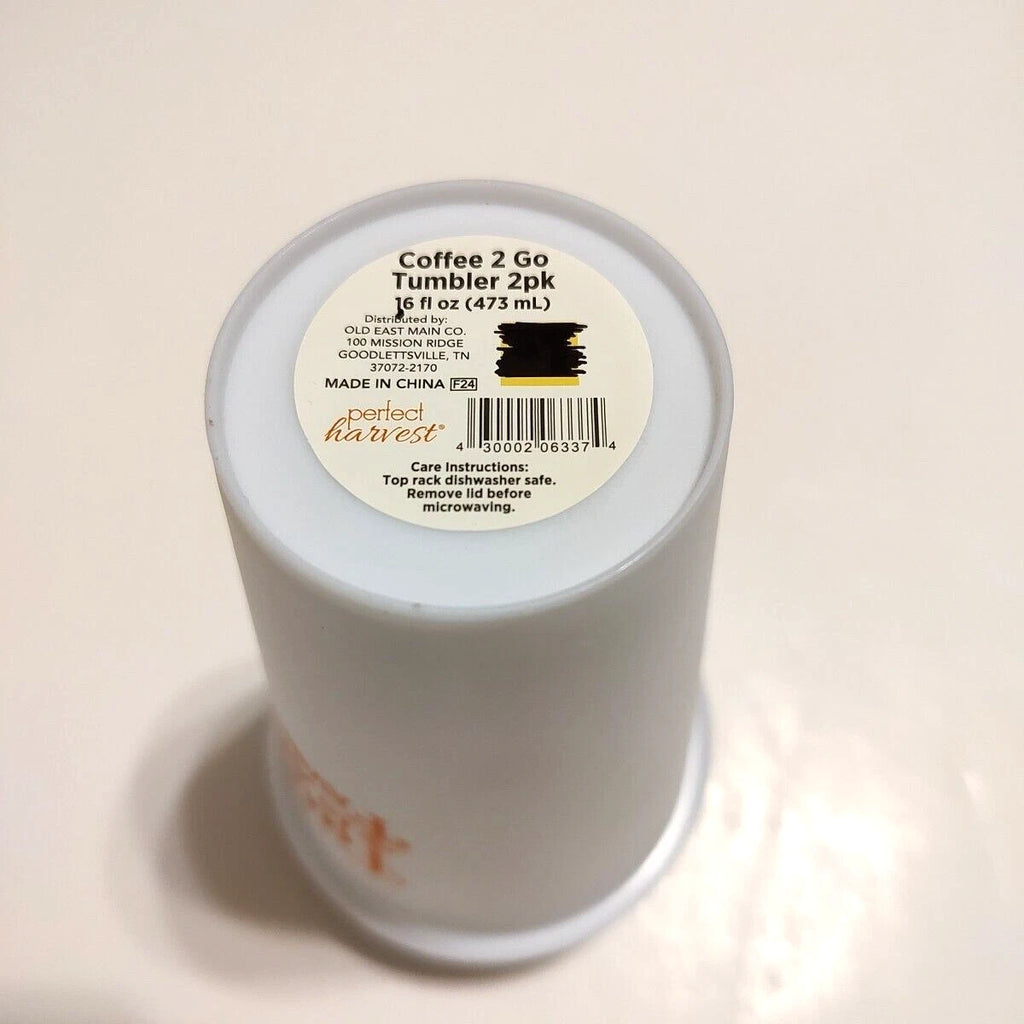 Coffee 2 Go
Tumbler 2pk
16 fl oz (473 mL)
Distributed by:
OLD EAST MAIN CO.
100 MISSION RIDGE
GOODLETTSVILLE, TN
37072-2170
MADE IN CHINA F24
perfect
harvest®
4 30002 06337 4
Care Instructions:
Top rack dishwasher safe.
Remove lid before
microwaving.